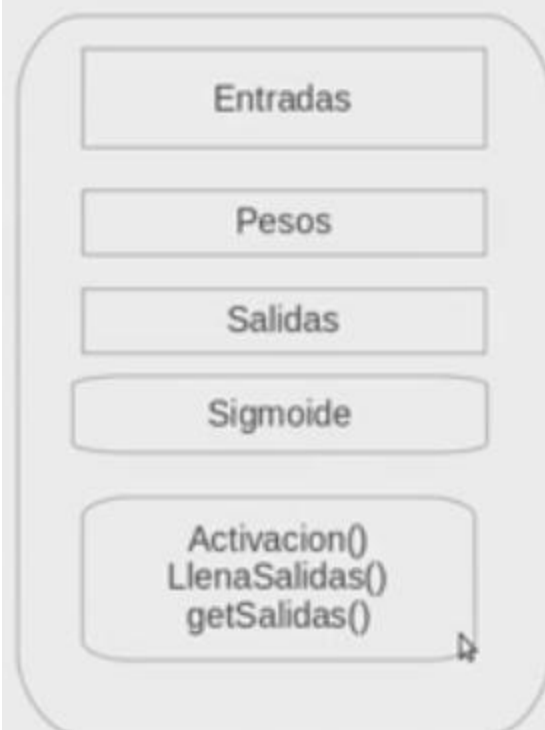 Entradas
Pesos
Salidas
Sigmoide
Activacion()
LlenaSalidas()
getSalidas()